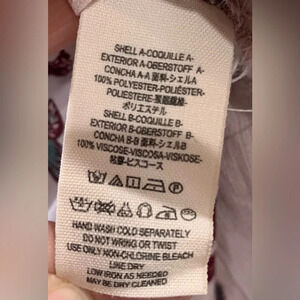 SHELL A-COQUILLE A-
EXTERIOR A-OBERSTOFF A-
CONCHA A-A 面料-シェルA
100% POLYESTER-POLIÉSTER-
POLIESTERE-聚酯纖維-
ポリエステル
SHELL B-COQUILLE B-
EXTERIOR B-OBERSTOFF B-
CONCHA B-B 面料-シェルB
100% VISCOSE-VISCOSA-VISKOSE-
粘膠-ビスコース
HAND WASH COLD SEPARATELY
DO NOT WRING OR TWIST
USE ONLY NON-CHLORINE BLEACH
LINE DRY
LOW IRON AS NEEDED
MAY BE DRY CLEANED